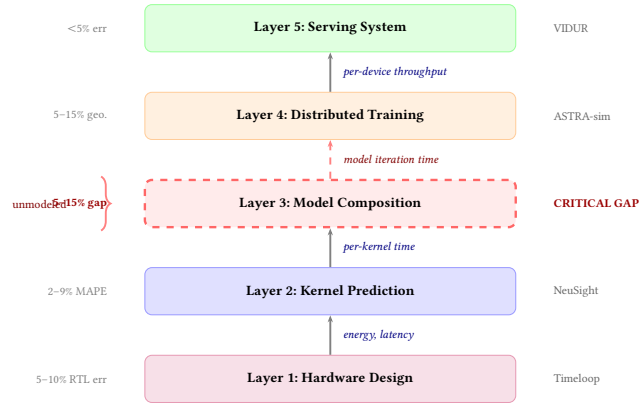 <5% err
Layer 5: Serving System
VIDUR
per-device throughput
5–15% geo.
Layer 4: Distributed Training
ASTRA-sim
model iteration time
unmodeled
5–15% gap
Layer 3: Model Composition
CRITICAL GAP
per-kernel time
2–9% MAPE
Layer 2: Kernel Prediction
NeuSight
energy, latency
5–10% RTL err
Layer 1: Hardware Design
Timeloop